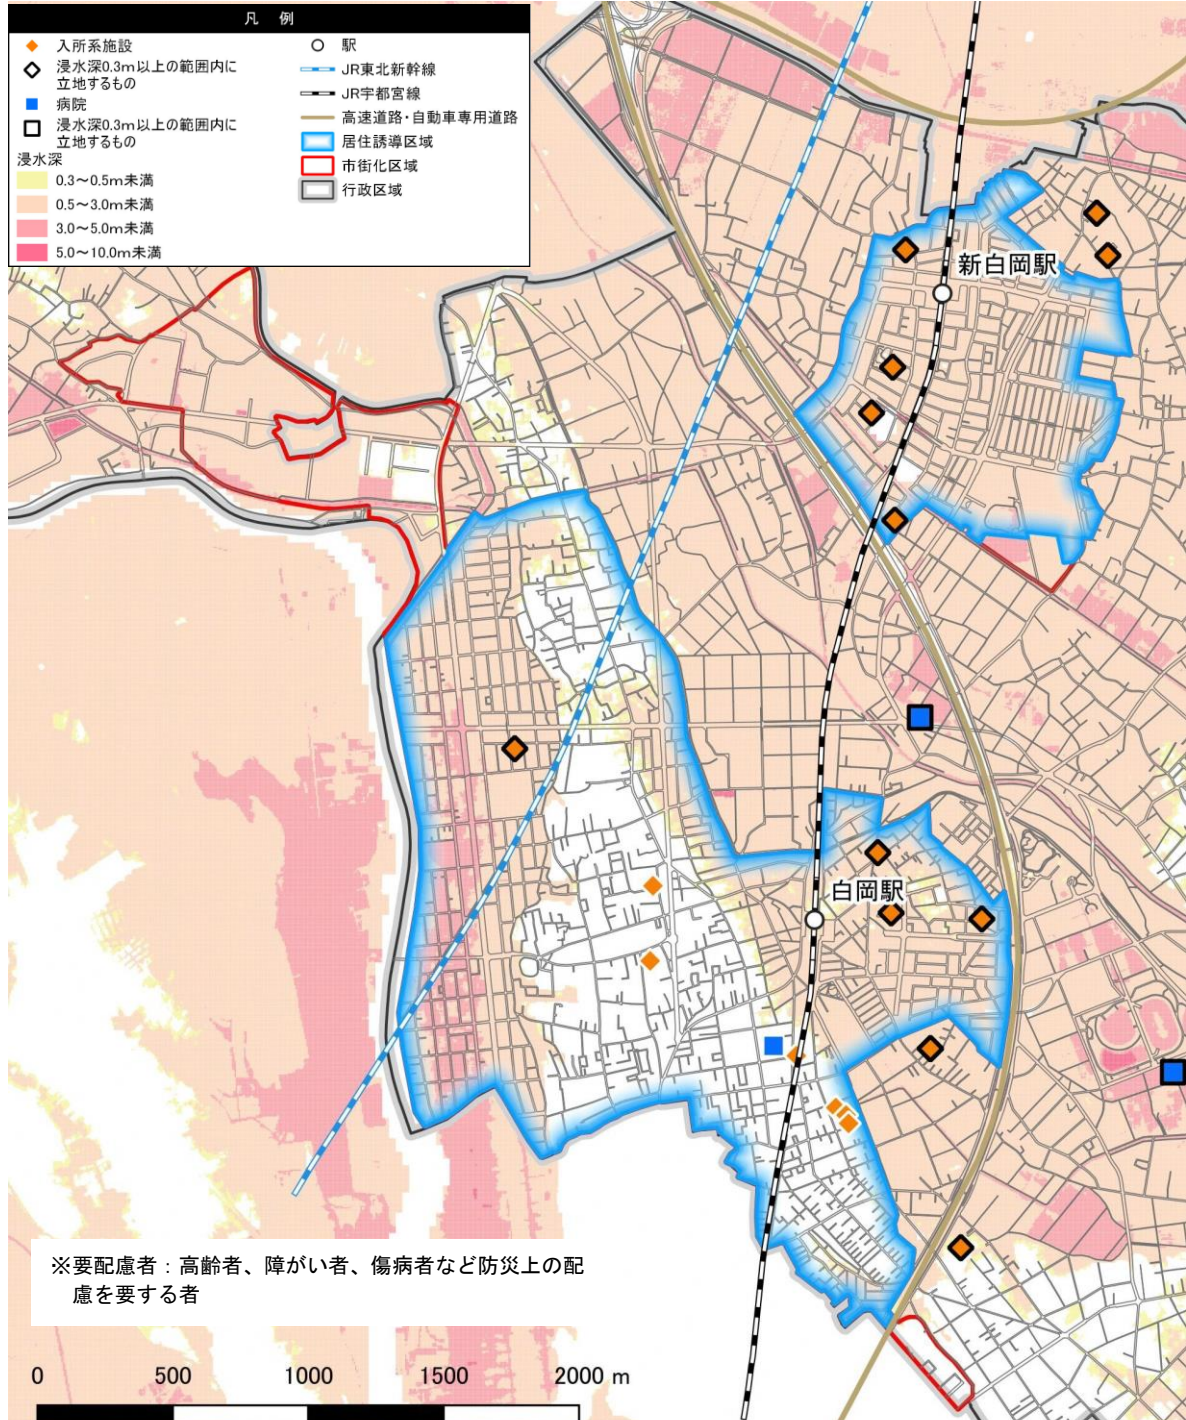 凡 例
入所系施設
浸水深0.3m以上の範囲内に
立地するもの
病院
浸水深0.3m以上の範囲内に
立地するもの
浸水深
0.3～0.5m未満
0.5～3.0m未満
3.0～5.0m未満
5.0～10.0m未満
駅
JR東北新幹線
JR宇都宮線
高速道路・自動車専用道路
居住誘導区域
市街化区域
行政区域
新白岡駅
白岡駅
※要配慮者：高齢者、障がい者、傷病者など防災上の配
慮を要する者
0 500 1000 1500 2000 m